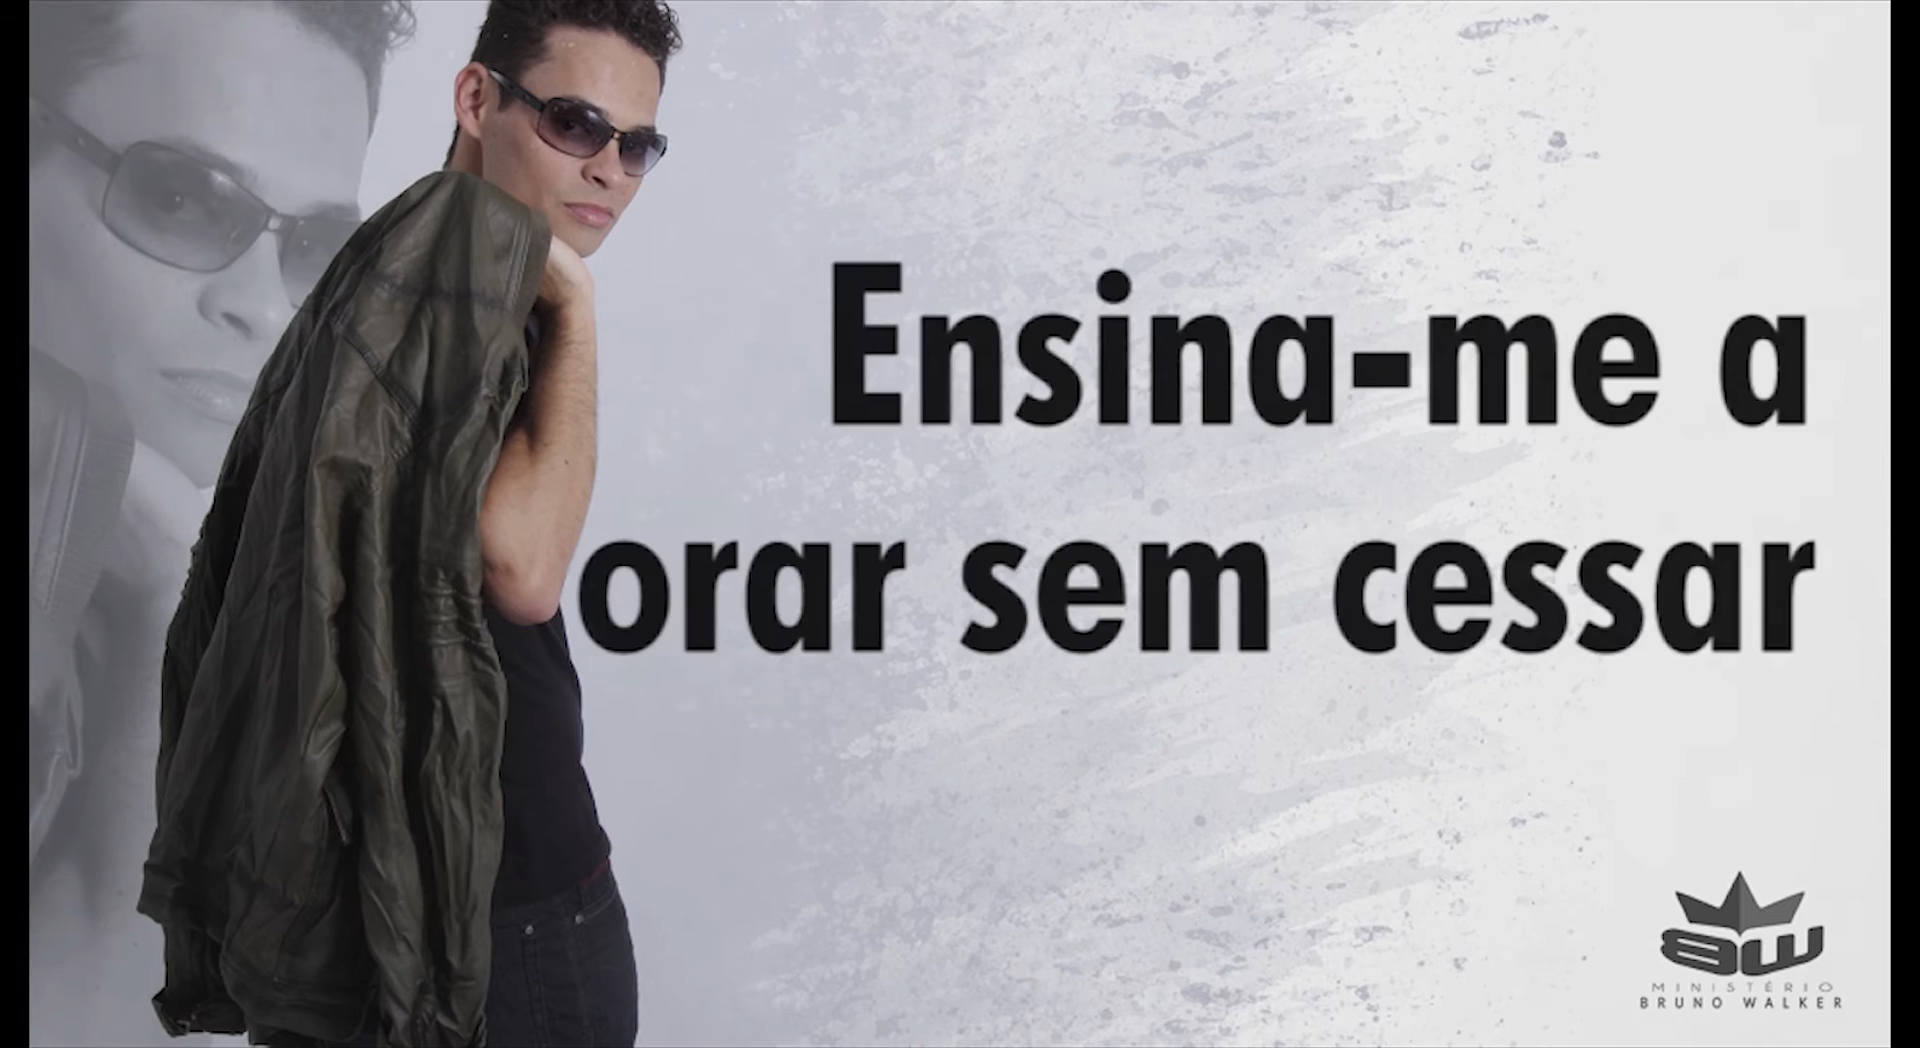 Ensina-me a
orar sem cessar
BW
MINISTÉRIO
BRUNO WALKER